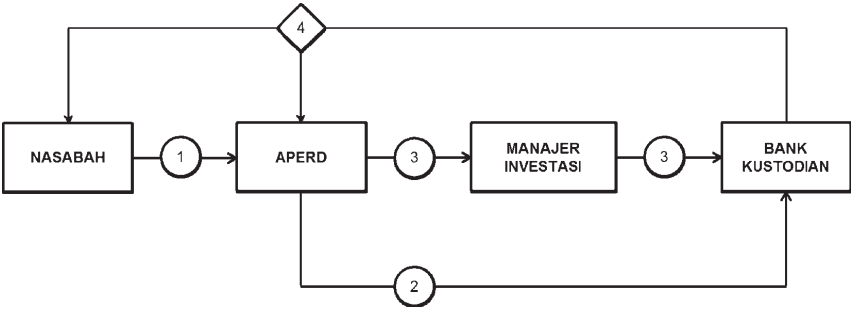 4
NASABAH
1
APERD
3
MANAJER
INVESTASI
3
BANK
KUSTODIAN
2